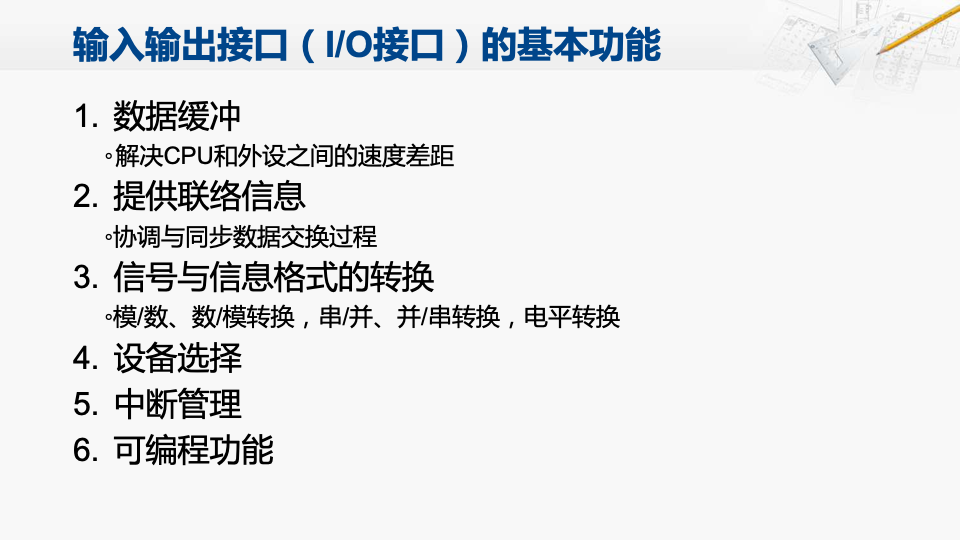 输入输出接口（I/O接口）的基本功能
1. 数据缓冲
◦解决CPU和外设之间的速度差距
2. 提供联络信息
◦协调与同步数据交换过程
3. 信号与信息格式的转换
◦模/数、数/模转换，串/并、并/串转换，电平转换
4. 设备选择
5. 中断管理
6. 可编程功能